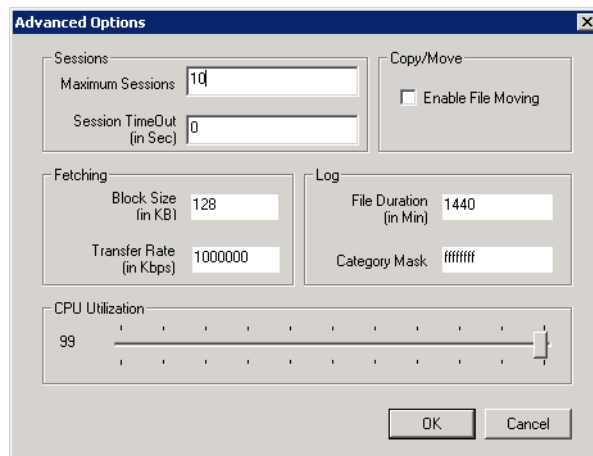 Advanced Options
Sessions
Maximum Sessions 10
Session TimeOut
(in Sec) 0
Copy/Move
Enable File Moving
Fetching
Block Size
(in KB) 128
Transfer Rate
(in Kbps) 1000000
Log
File Duration
(in Min) 1440
Category Mask ffffffff
CPU Utilization
99
OK Cancel